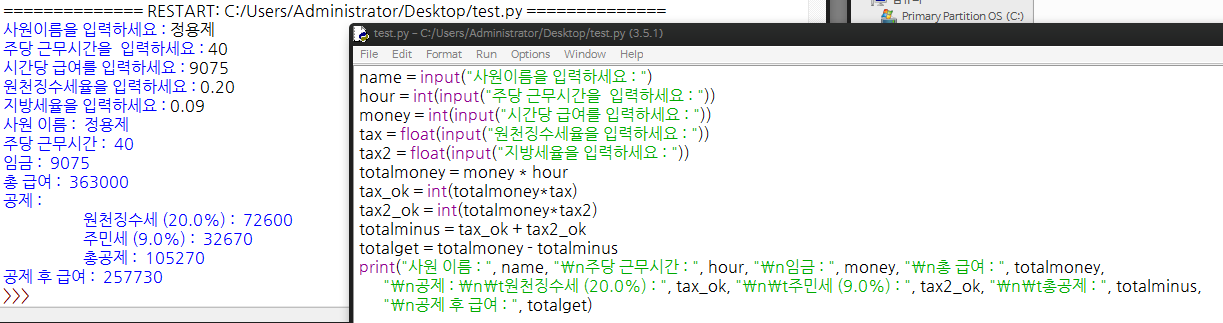 ============== RESTART: C:/Users/Administrator/Desktop/test.py ==============
사원이름을 입력하세요 : 정용제
주당 근무시간을  입력하세요 : 40
시간당 급여를 입력하세요 : 9075
원천징수세율을 입력하세요 : 0.20
지방세율을 입력하세요 : 0.09
사원 이름 :  정용제
주당 근무시간 :  40
임금 :  9075
총 급여 :  363000
공제 :
원천징수세 (20.0%) :  72600
주민세 (9.0%) :  32670
총공제 :  105270
공제 후 급여 :  257730
>>>
Primary Partition OS (C:)
test.py - C:/Users/Administrator/Desktop/test.py (3.5.1)
File Edit Format Run Options Window Help
name = input("사원이름을 입력하세요 : ")
hour = int(input("주당 근무시간을  입력하세요 : "))
money = int(input("시간당 급여를 입력하세요 : "))
tax = float(input("원천징수세율을 입력하세요 : "))
tax2 = float(input("지방세율을 입력하세요 : "))
totalmoney = money * hour
tax_ok = int(totalmoney*tax)
tax2_ok = int(totalmoney*tax2)
totalminus = tax_ok + tax2_ok
totalget = totalmoney - totalminus
print("사원 이름 : ", name, "₩n주당 근무시간 : ", hour, "₩n임금 : ", money, "₩n총 급여 : ", totalmoney,
"₩n공제 : ₩n₩t원천징수세 (20.0%) : ", tax_ok, "₩n₩t주민세 (9.0%) : ", tax2_ok, "₩n₩t총공제 : ", totalminus,
"₩n공제 후 급여 : ", totalget)